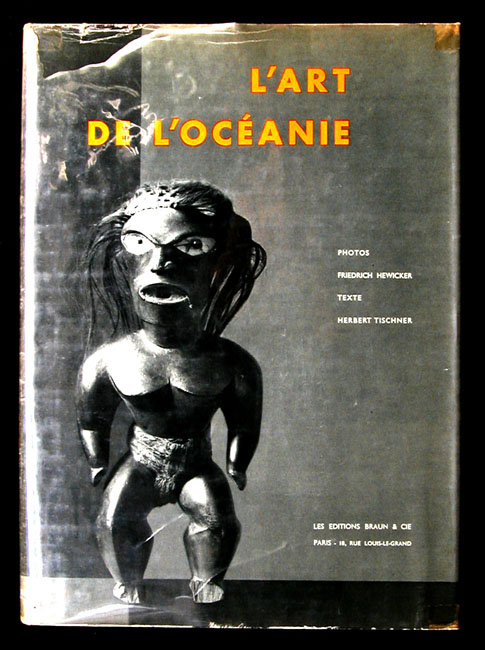 L'ART
DE L'OCÉANIE
PHOTOS
FRIEDRICH HEWICKER
TEXTE
HERBERT TISCHNER
LES EDITIONS BRAUN & CIE
PARIS - 18, RUE LOUIS-LE-GRAND